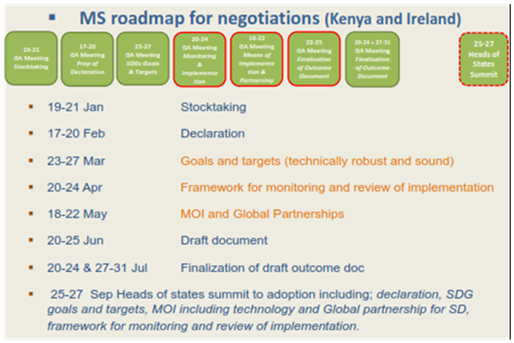 MS roadmap for negotiations (Kenya and Ireland)
19-21
GA Meeting
Stocktaking
17-20
GA Meeting
Prep of
Declaration
23-27
GA Meeting
SDGs Goals
& Targets
20-24
GA Meeting
Monitoring
&
Implementa
tion
18-22
GA Meeting
Means of
Implementa
tion &
Partnership
22-25
GA Meeting
Finalisation
of Outcome
Document
20-24 + 27-31
GA Meeting
Finalisation
of Outcome
Document
25-27
Heads of
States
Summit
19-21 Jan Stocktaking
17-20 Feb Declaration
23-27 Mar Goals and targets (technically robust and sound)
20-24 Apr Framework for monitoring and review of implementation
18-22 May MOI and Global Partnerships
20-25 Jun Draft document
20-24 & 27-31 Jul Finalization of draft outcome doc
25-27 Sep Heads of states summit to adoption including; declaration, SDG
goals and targets, MOI including technology and Global partnership for SD,
framework for monitoring and review of implementation.